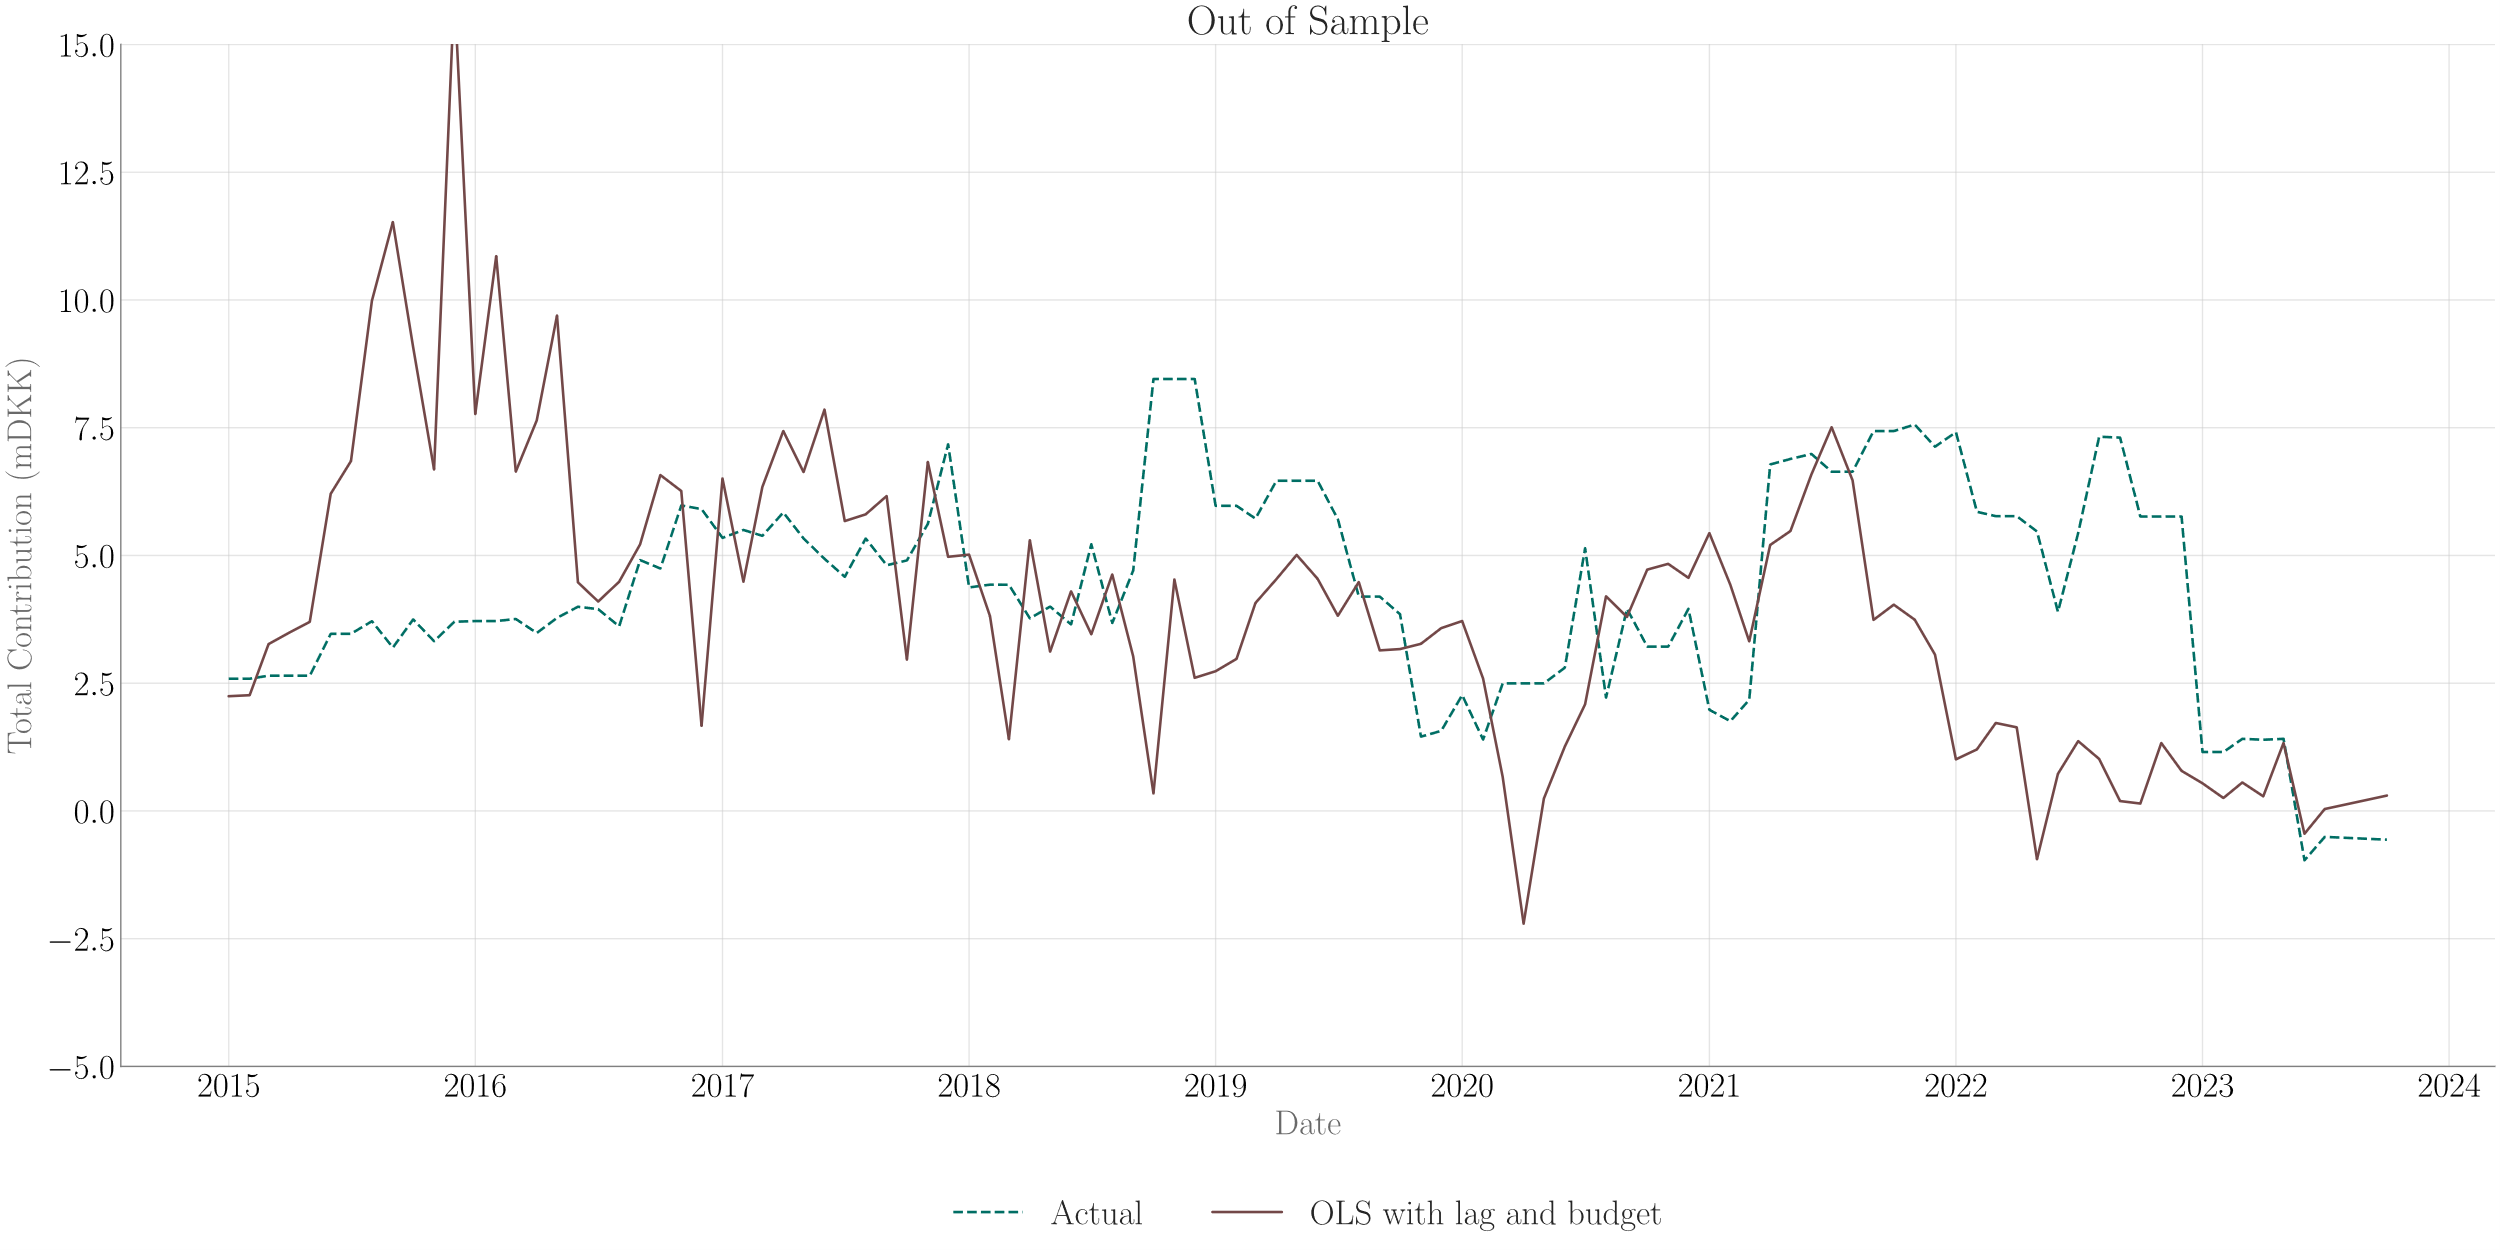 Out of Sample
Total Contribution (mDKK)
15.0
12.5
10.0
7.5
5.0
2.5
0.0
−2.5
−5.0
2015 2016 2017 2018 2019 2020 2021 2022 2023 2024
Date
Actual OLS with lag and budget